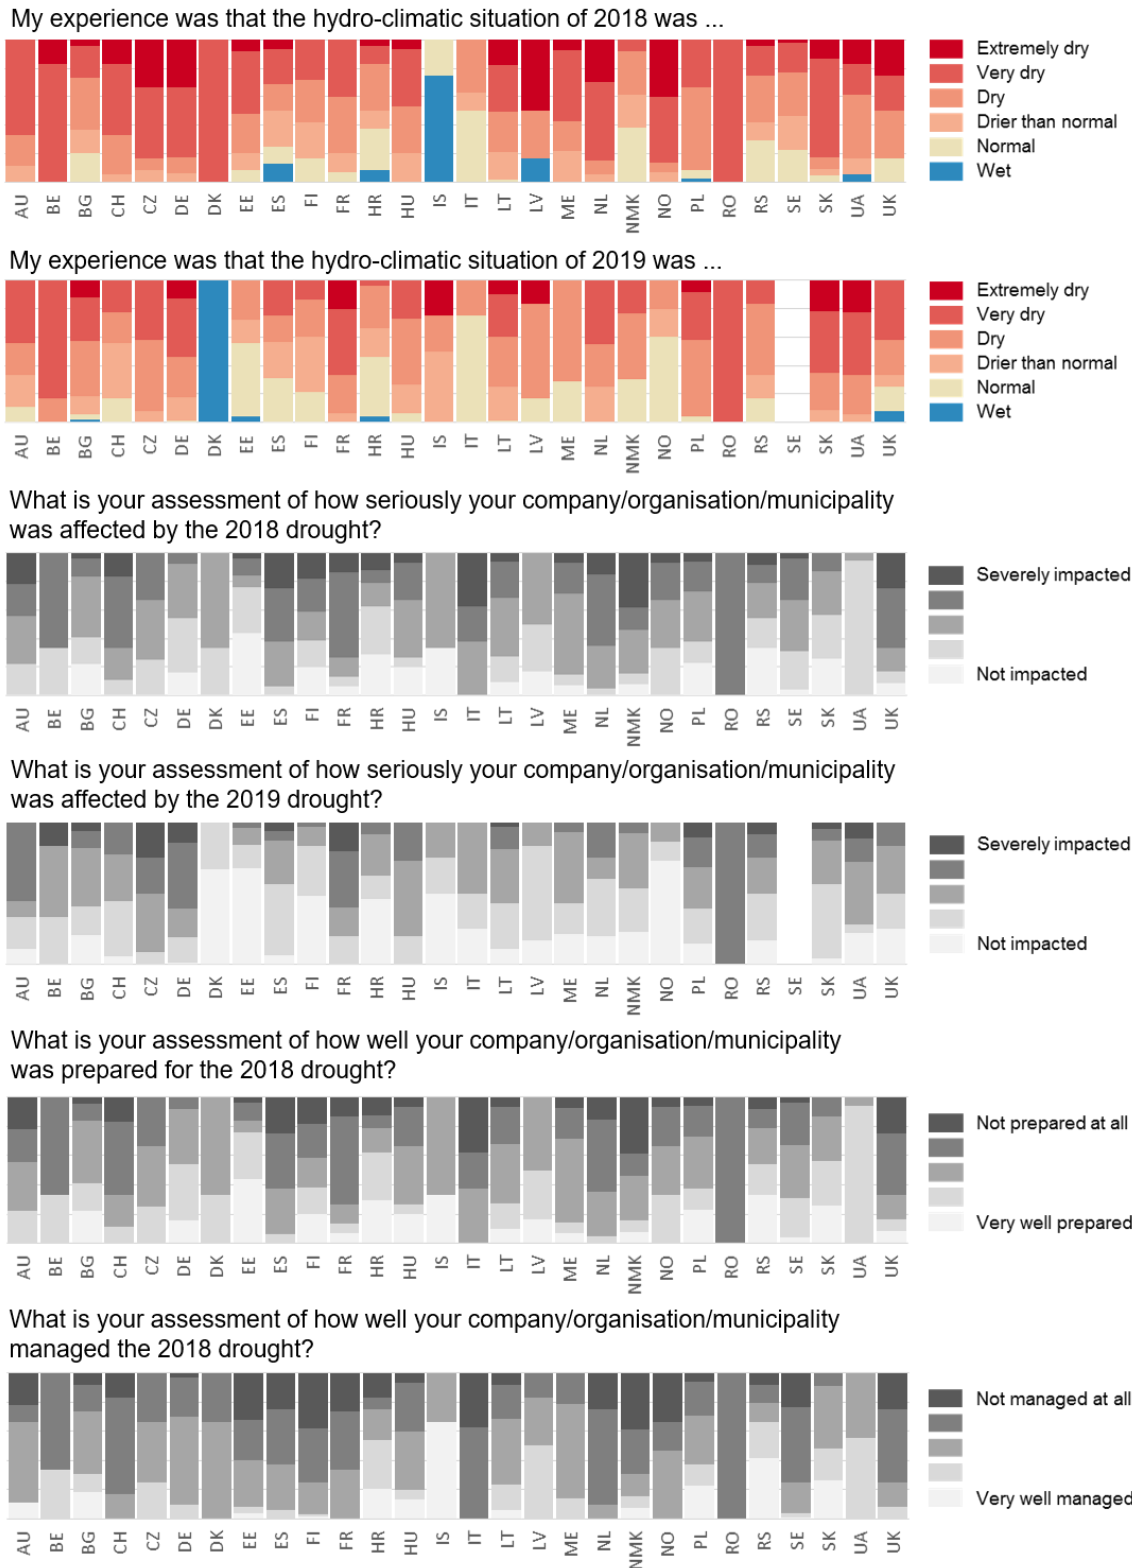 My experience was that the hydro-climatic situation of 2018 was ...
Extremely dry
Very dry
Dry
Drier than normal
Normal
Wet
AU BE BG CH CZ DE DK EE ES FI FR HR HU IS IT LT LV ME NL NMK NO PL RO RS SE SK UA UK
My experience was that the hydro-climatic situation of 2019 was ...
Extremely dry
Very dry
Dry
Drier than normal
Normal
Wet
AU BE BG CH CZ DE DK EE ES FI FR HR HU IS IT LT LV ME NL NMK NO PL RO RS SE SK UA UK
What is your assessment of how seriously your company/organisation/municipality
was affected by the 2018 drought?
Severely impacted
Not impacted
AU BE BG CH CZ DE DK EE ES FI FR HR HU IS IT LT LV ME NL NMK NO PL RO RS SE SK UA UK
What is your assessment of how seriously your company/organisation/municipality
was affected by the 2019 drought?
Severely impacted
Not impacted
AU BE BG CH CZ DE DK EE ES FI FR HR HU IS IT LT LV ME NL NMK NO PL RO RS SE SK UA UK
What is your assessment of how well your company/organisation/municipality
was prepared for the 2018 drought?
Not prepared at all
Very well prepared
AU BE BG CH CZ DE DK EE ES FI FR HR HU IS IT LT LV ME NL NMK NO PL RO RS SE SK UA UK
What is your assessment of how well your company/organisation/municipality
managed the 2018 drought?
Not managed at all
Very well managed
AU BE BG CH CZ DE DK EE ES FI FR HR HU IS IT LT LV ME NL NMK NO PL RO RS SE SK UA UK